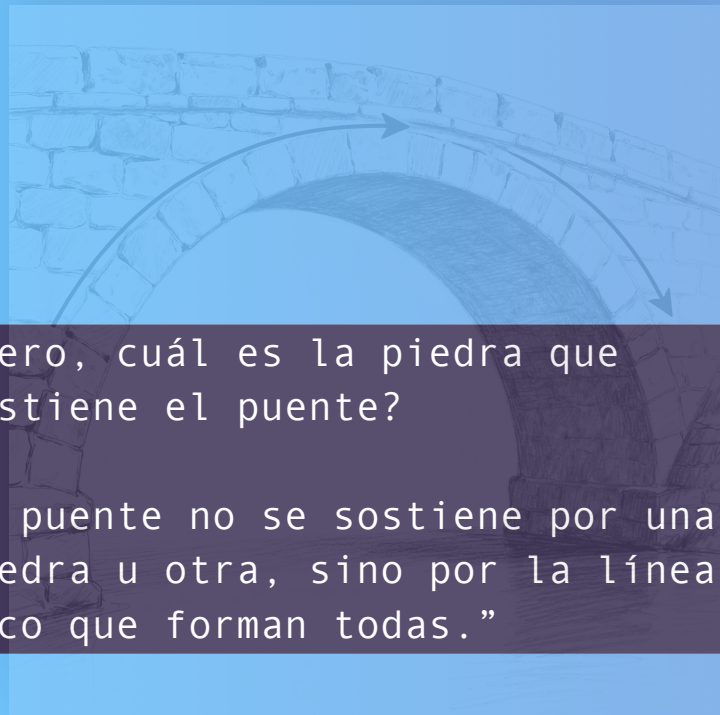 ero, cuál es la piedra que
stiene el puente?
puente no se sostiene por una
edra u otra, sino por la línea
co que forman todas.”